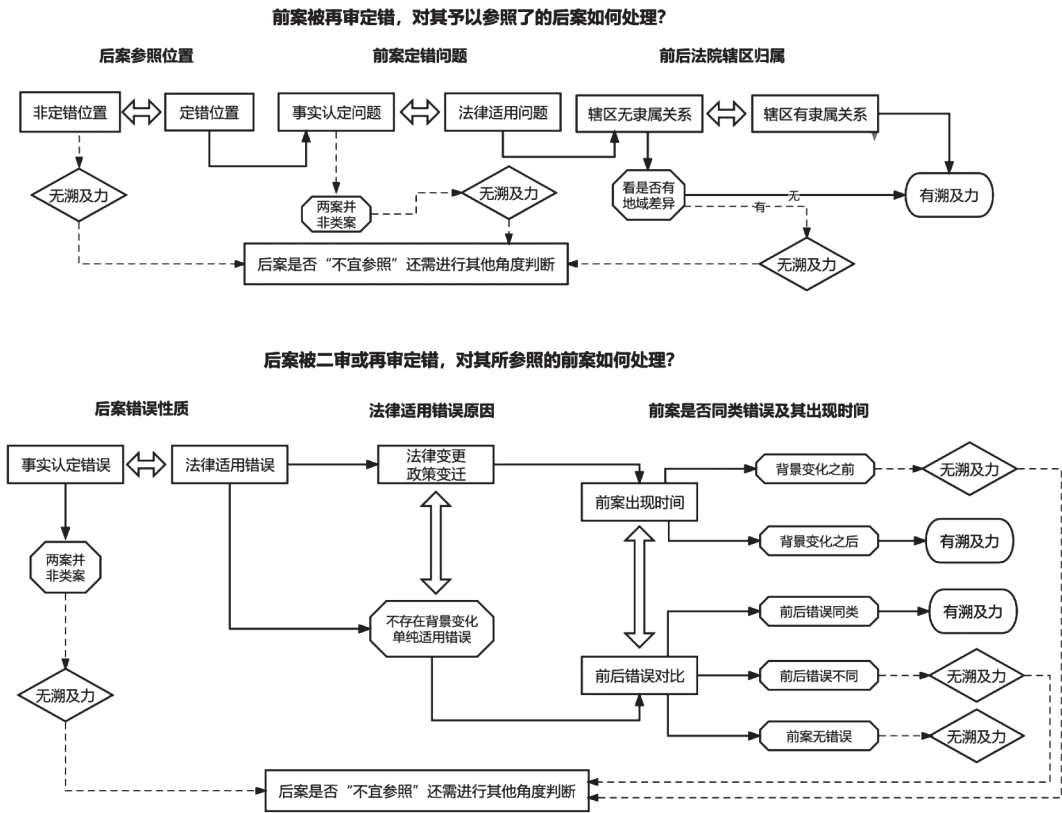 前案被再审定错，对其予以参照了的后案如何处理？
后案参照位置
前案定错问题
前后法院辖区归属
非定错位置
定错位置
事实认定问题
法律适用问题
辖区无隶属关系
辖区有隶属关系
无溯及力
两案并
非类案
无溯及力
看是否有
地域差异
无
有
有溯及力
后案是否“不宜参照”还需进行其他角度判断
无溯及力
后案被二审或再审定错，对其所参照的前案如何处理？
后案错误性质
法律适用错误原因
前案是否同类错误及其出现时间
事实认定错误
法律适用错误
法律变更
政策变迁
前案出现时间
背景变化之前
无溯及力
背景变化之后
有溯及力
两案并
非类案
不存在背景变化
单纯适用错误
前后错误同类
有溯及力
前后错误对比
前后错误不同
无溯及力
无溯及力
前案无错误
无溯及力
后案是否“不宜参照”还需进行其他角度判断